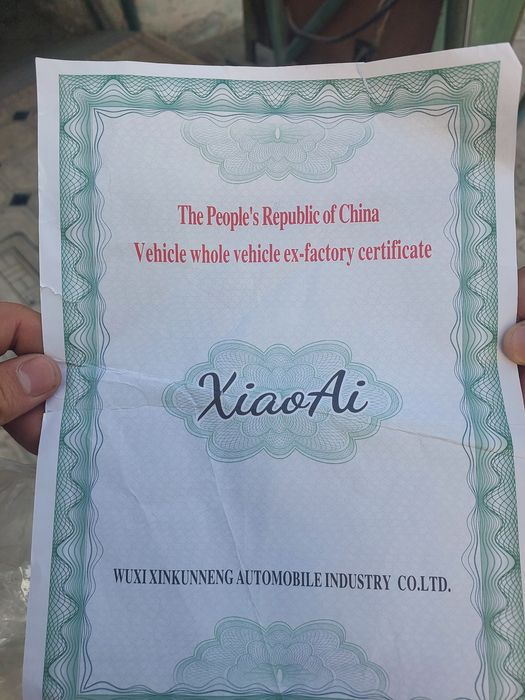 The People's Republic of China
Vehicle whole vehicle ex-factory certificate
XiaoAi
WUXI XINKUNNENG AUTOMOBILE INDUSTRY CO.LTD.